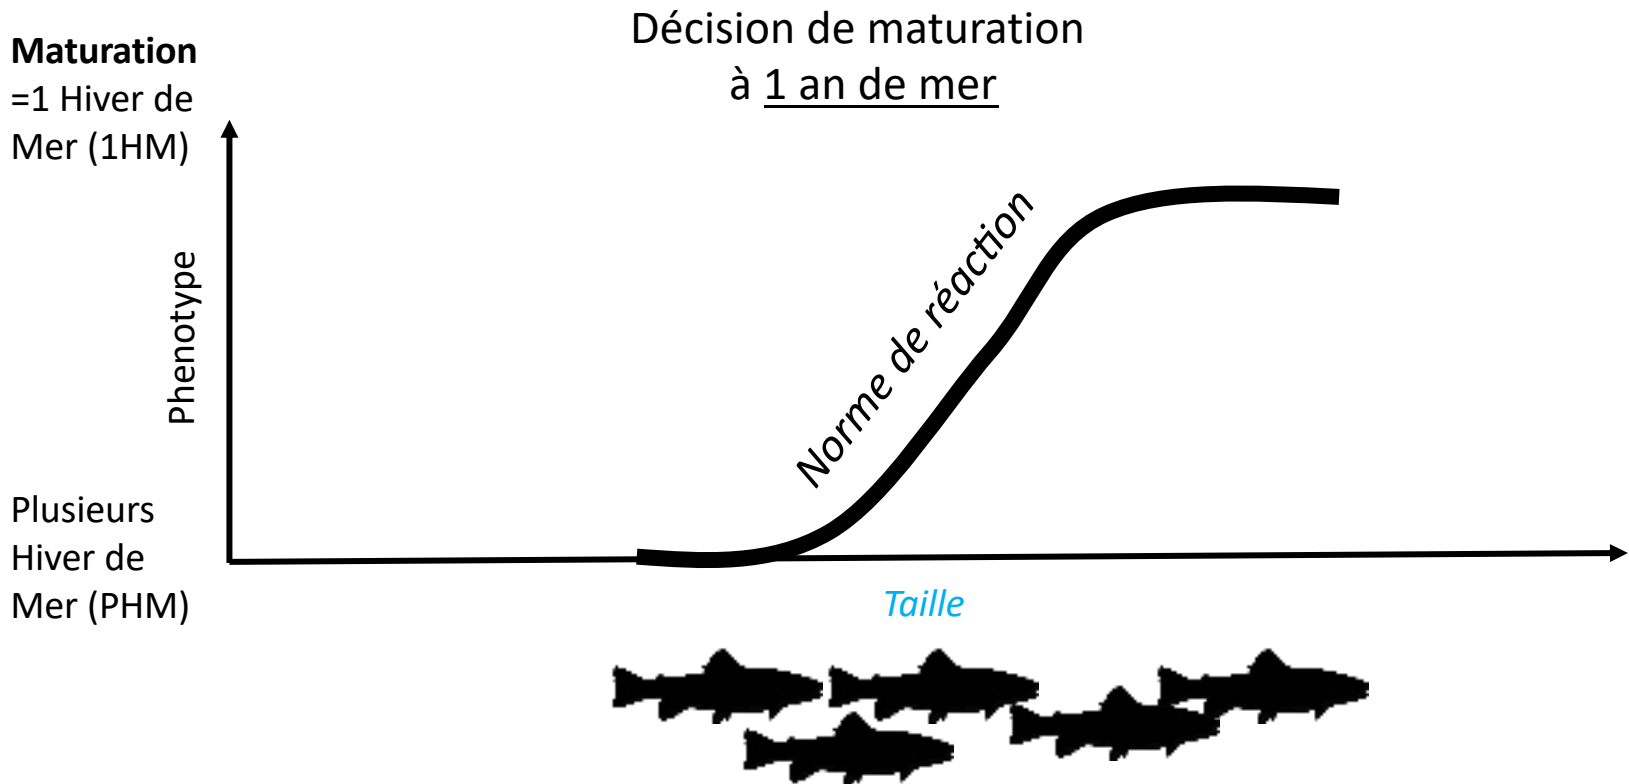 Décision de maturation
à 1 an de mer
Maturation
=1 Hiver de
Mer (1HM)
Phenotype
Norme de réaction
Plusieurs
Hiver de
Mer (PHM)
Taille